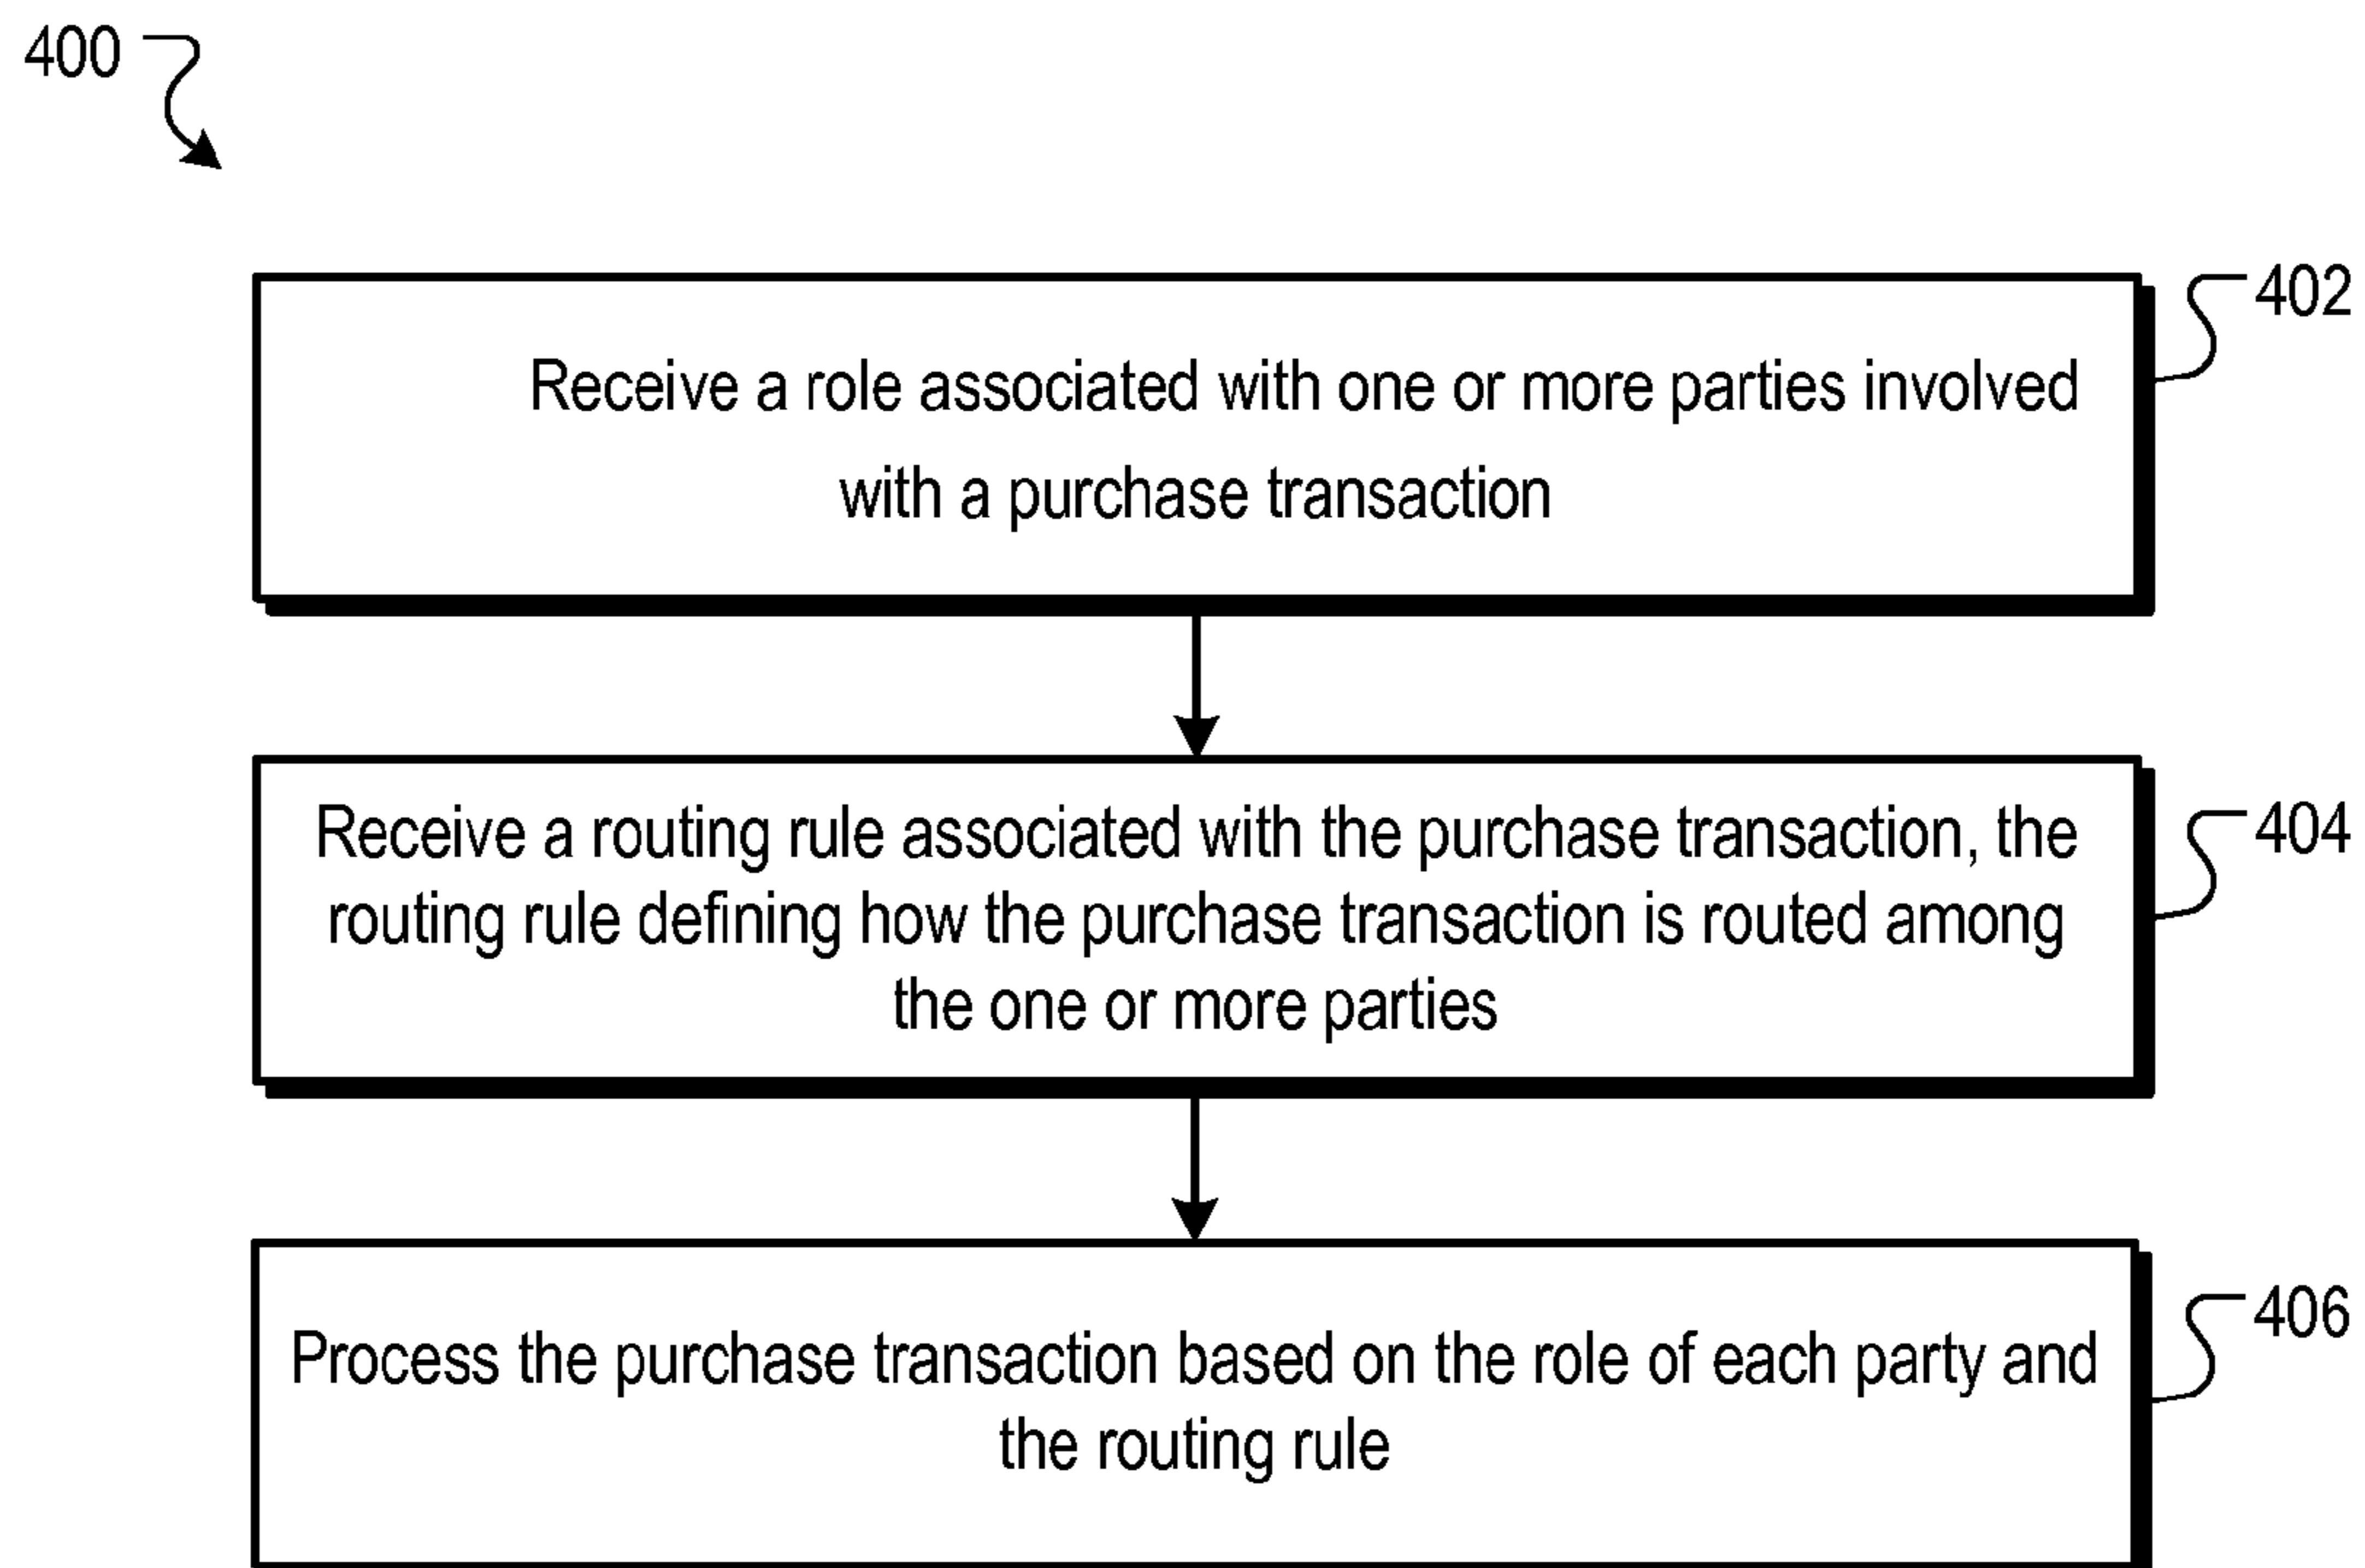 400
402
Receive a role associated with one or more parties involved
with a purchase transaction
404
Receive a routing rule associated with the purchase transaction, the
routing rule defining how the purchase transaction is routed among
the one or more parties
406
Process the purchase transaction based on the role of each party and
the routing rule